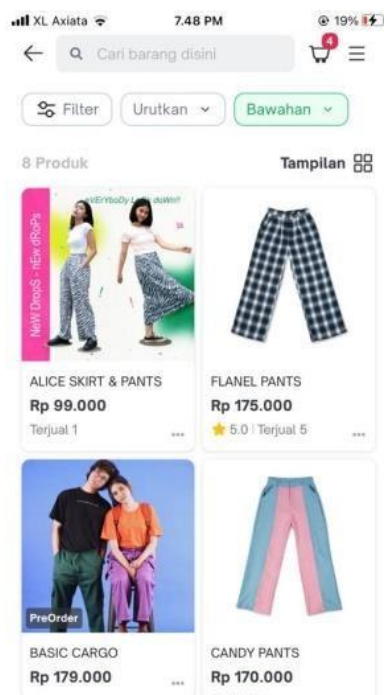 XL Axiata 7.48 PM 19%
Cari barang disini 4
Filter Urutkan Bawahan
8 Produk Tampilan
NeW DropS - nEw dRoPs
ALICE SKIRT & PANTS
Rp 99.000
Terjual 1
FLANEL PANTS
Rp 175.000
5.0 Terjual 5
PreOrder
BASIC CARGO
Rp 179.000
CANDY PANTS
Rp 170.000